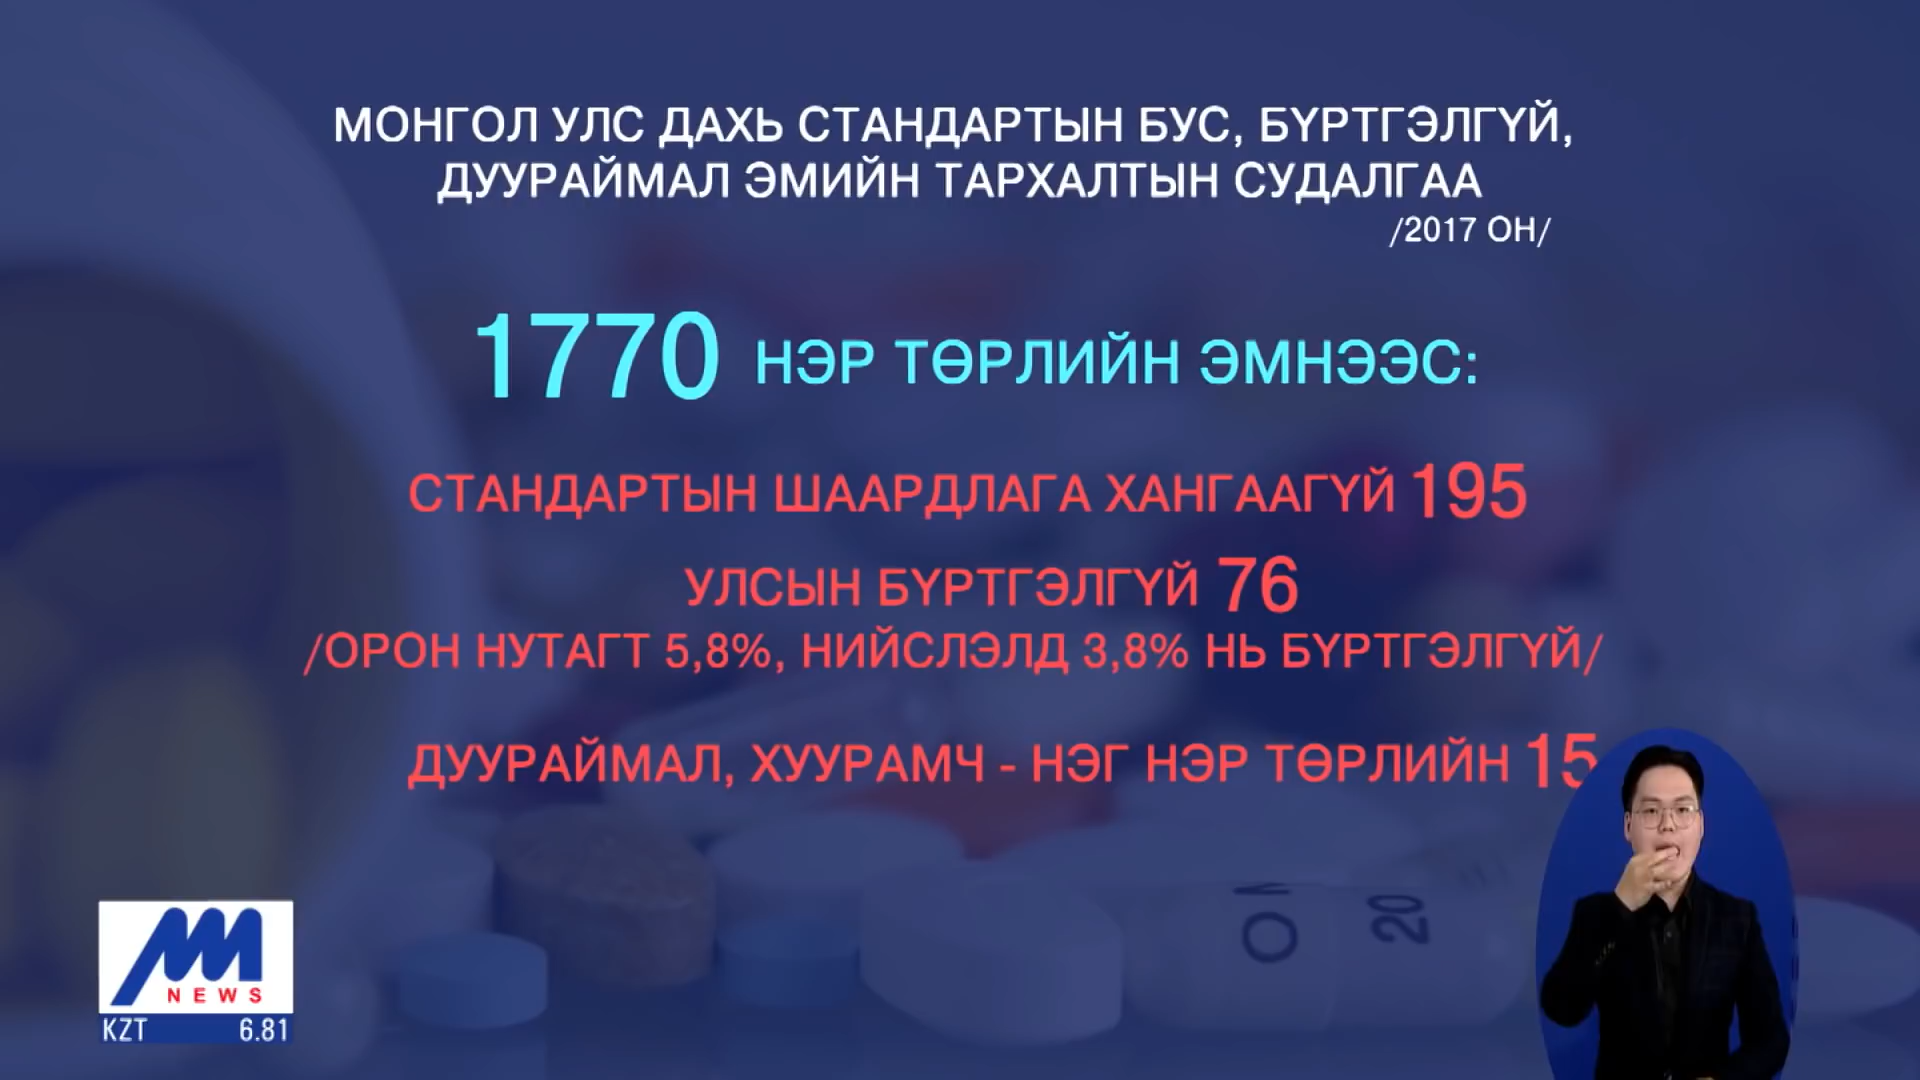 МОНГОЛ УЛС ДАХЬ СТАНДАРТЫН БУС, БҮРТГЭЛГҮЙ,
ДУУРАЙМАЛ ЭМИЙН ТАРХАЛТЫН СУДАЛГАА
/2017 ОН/
1770 НЭР ТӨРЛИЙН ЭМНЭЭС:
СТАНДАРТЫН ШААРДЛАГА ХАНГААГҮЙ 195
УЛСЫН БҮРТГЭЛГҮЙ 76
/ОРОН НУТАГТ 5,8%, НИЙСЛЭЛД 3,8% НЬ БҮРТГЭЛГҮЙ/
ДУУРАЙМАЛ, ХУУРАМЧ - НЭГ НЭР ТӨРЛИЙН 15
20
NEWS
KZT 6.81